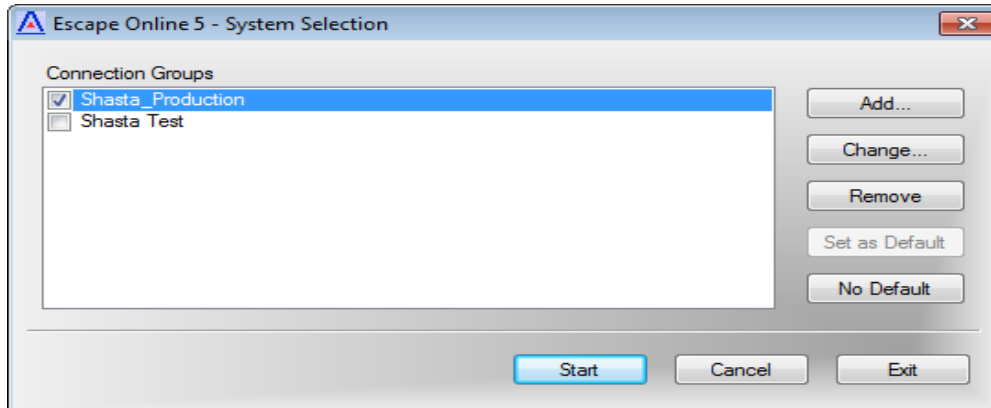 Escape Online 5 - System Selection
Connection Groups
Shasta_Production
Shasta Test
Add...
Change...
Remove
Set as Default
No Default
Start Cancel Exit